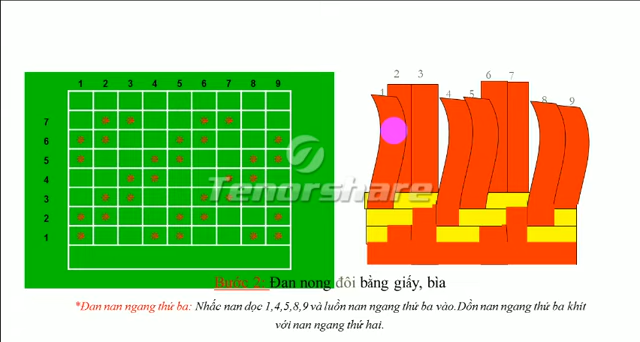 1 2 3 4 5 6 7 8 9
7
6
5
4
3
2
1
2 3 6 7
1 4 5 8 9
Tenorshare
Bước 2: Đan nong đôi bằng giấy, bìa
*Đan nan ngang thứ ba: Nhấc nan dọc 1,4,5,8,9 và luồn nan ngang thứ ba vào.Dồn nan ngang thứ ba khít
với nan ngang thứ hai.